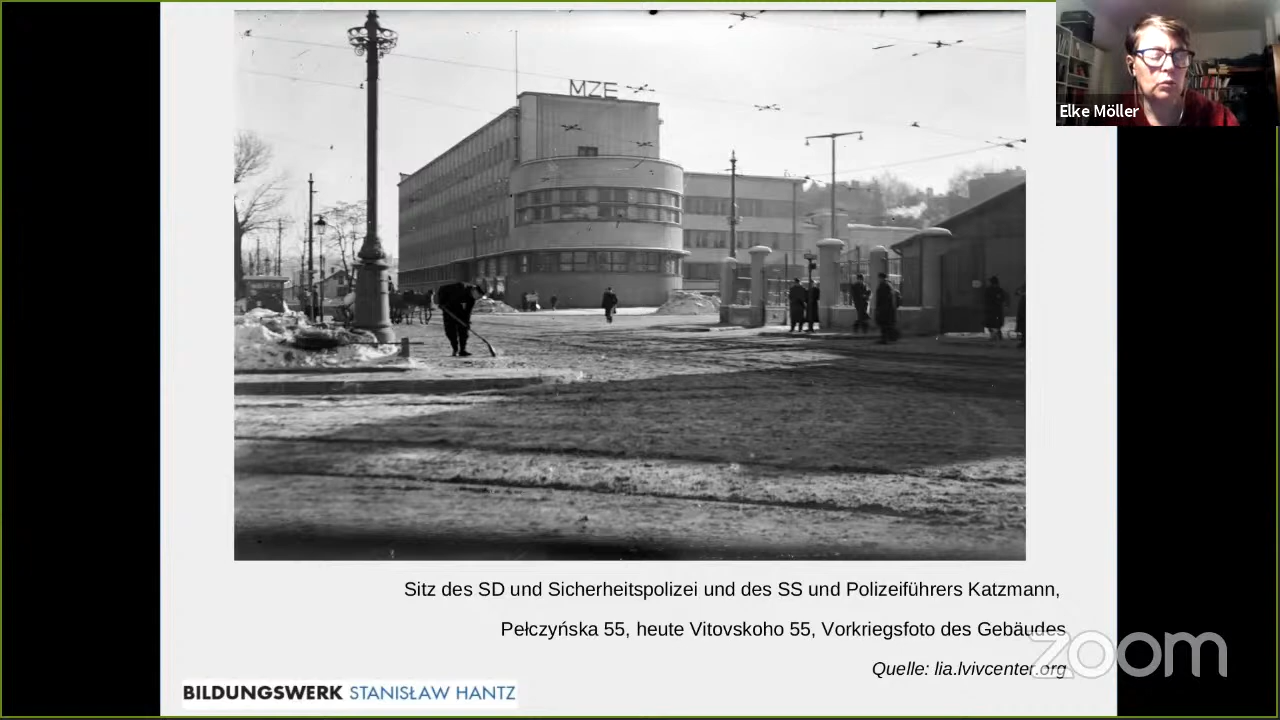 MZE
Elke Möller
Sitz des SD und Sicherheitspolizei und des SS und Polizeiführers Katzmann,
Pełczyńska 55, heute Vitovskoho 55, Vorkriegsfoto des Gebäudes
Quelle: lia.lvivcenter.org
zoom
BILDUNGSWERK STANISŁAW HANTZ